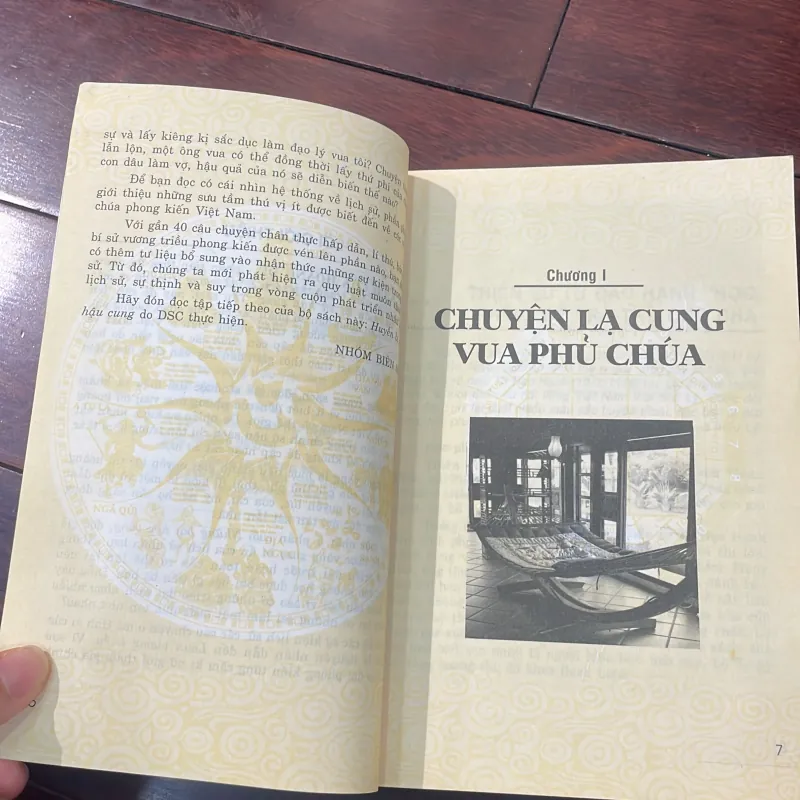 sự và lấy kiêng kị sắc dục làm đạo lý vua tôi? Chuyện
lẫn lộn, một ông vua có thể đồng thời lấy thứ phi của
con dâu làm vợ, hậu quả của nó sẽ diễn biến thế nào?
Để bạn đọc có cái nhìn hệ thống về lịch sử, phần
giới thiệu những sưu tầm thú vị ít được biết đến về các
chúa phong kiến Việt Nam.
Với gần 40 câu chuyện chân thực hấp dẫn, lí thú,
bí sử vương triều phong kiến được vén lên phần nào, bạn
có thêm tư liệu bổ sung vào nhận thức những sự kiện
sử. Từ đó, chúng ta mới phát hiện ra quy luật muôn
lịch sử, sự thịnh và suy trong vòng cuộn phát triển
Hãy đón đọc tập tiếp theo của bộ sách này: Huyền
hậu cung do DSC thực hiện.
NHÓM BIÊN
Chương I
CHUYỆN LẠ CUNG
VUA PHỦ CHÚA
7